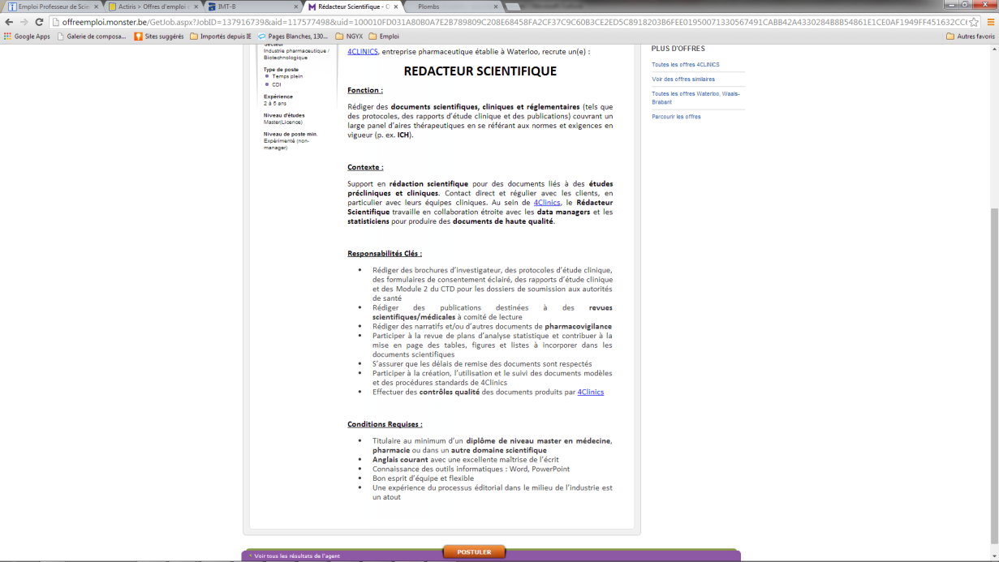 Emploi Professeur de Scien
Actiris > Offres d'emploi c
IMT-B
Rédacteur Scientifique - O
Plombs
offreemploi.monster.be/GetJob.aspx?JobID=137916739&aid=117577498&uid=
Google Apps
Galerie de composa...
Sites suggérés
Importés depuis IE
Pages Blanches, 130...
NGYX
Emploi
Autres favoris
Secteur
Industrie pharmaceutique /
Biotechnologique
Type de poste
Temps plein
CDI
Expérience
2 à 5 ans
Niveau d'études
Master(Licence)
Niveau de poste min.
Expérimenté (non-
manager)
4CLINICS, entreprise pharmaceutique établie à Waterloo, recrute un(e) :
REDACTEUR SCIENTIFIQUE
Fonction :
Rédiger des documents scientifiques, cliniques et réglementaires (tels que
des protocoles, des rapports d'étude clinique et des publications) couvrant un
large panel d'aires thérapeutiques en se référant aux normes et exigences en
vigueur (p. ex. ICH).
Contexte :
Support en rédaction scientifique pour des documents liés à des études
précliniques et cliniques. Contact direct et régulier avec les clients, en
particulier avec leurs équipes cliniques. Au sein de 4Clinics, le Rédacteur
Scientifique travaille en collaboration étroite avec les data managers et les
statisticiens pour produire des documents de haute qualité.
Responsabilités Clés :
• Rédiger des brochures d'investigateur, des protocoles d'étude clinique,
des formulaires de consentement éclairé, des rapports d'étude clinique
et des Module 2 du CTD pour les dossiers de soumission aux autorités
de santé
• Rédiger des publications destinées à des revues
scientifiques/médicales à comité de lecture
• Rédiger des narratifs et/ou d'autres documents de pharmacovigilance
• Participer à la revue de plans d'analyse statistique et contribuer à la
mise en page des tables, figures et listes à incorporer dans les
documents scientifiques
• S'assurer que les délais de remise des documents sont respectés
• Participer à la création, l'utilisation et le suivi des documents modèles
et des procédures standards de 4Clinics
• Effectuer des contrôles qualité des documents produits par 4Clinics
Conditions Requises :
• Titulaire au minimum d'un diplôme de niveau master en médecine,
pharmacie ou dans un autre domaine scientifique
• Anglais courant avec une excellente maîtrise de l'écrit
• Connaissance des outils informatiques : Word, PowerPoint
• Bon esprit d'équipe et flexible
• Une expérience du processus éditorial dans le milieu de l'industrie est
un atout
PLUS D'OFFRES
Toutes les offres 4CLINICS
Voir des offres similaires
Toutes les offres Waterloo, Waals-
Brabant
Parcourir les offres
Voir tous les résultats de l'agent
POSTULER